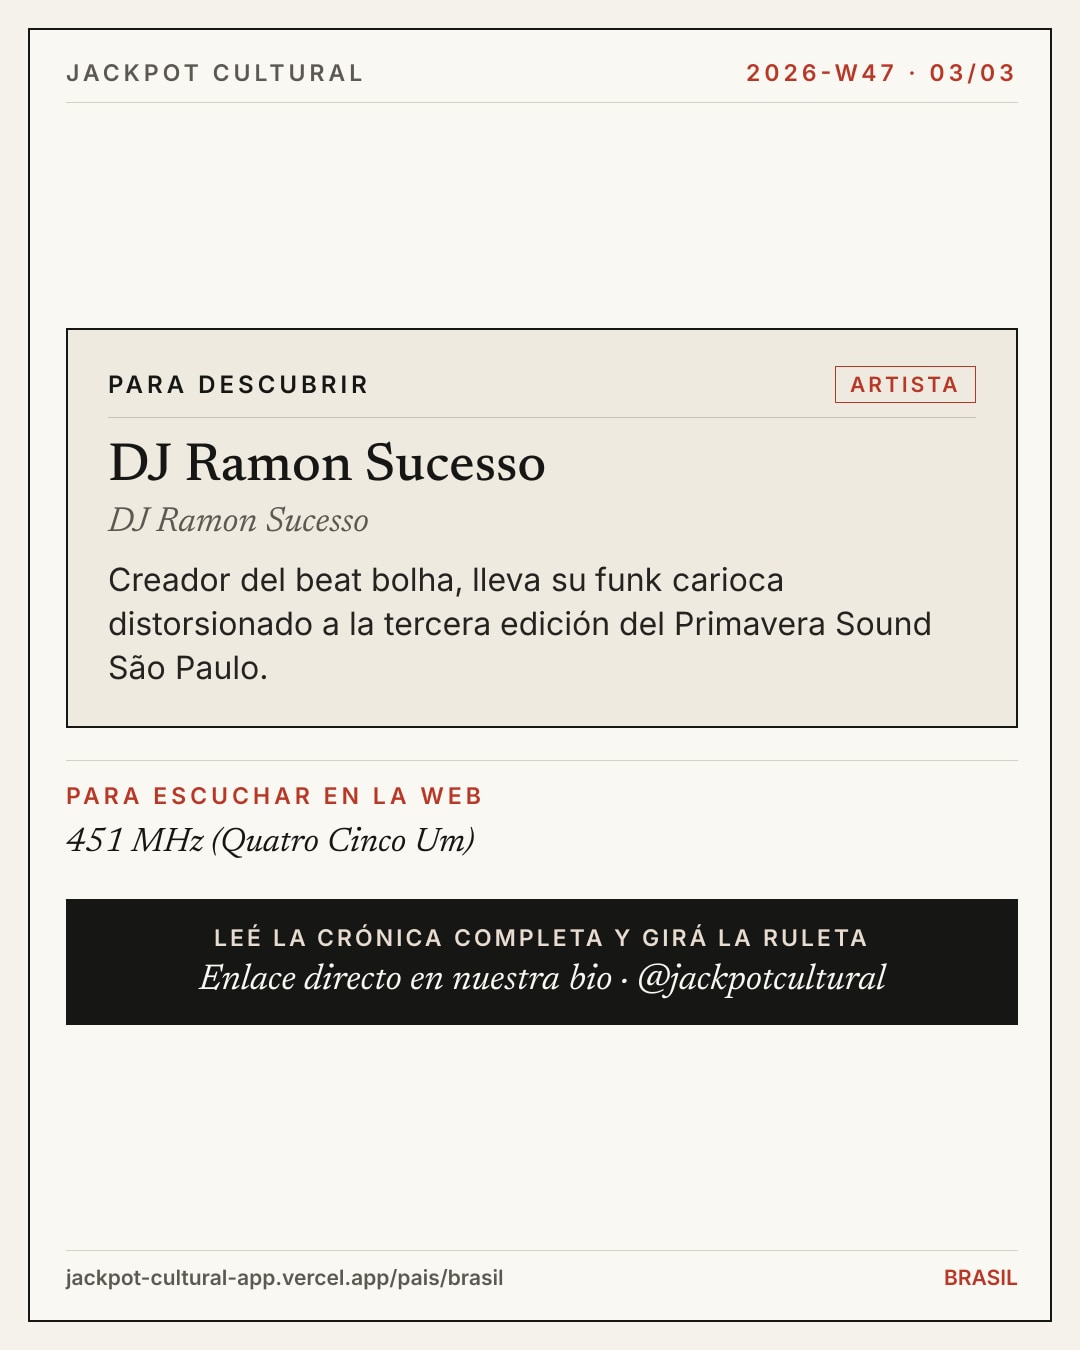 JACKPOT CULTURAL
2026-W47 · 03/03
PARA DESCUBRIR
ARTISTA
DJ Ramon Sucesso
DJ Ramon Sucesso
Creador del beat bolha, lleva su funk carioca
distorsionado a la tercera edición del Primavera Sound
São Paulo.
PARA ESCUCHAR EN LA WEB
451 MHz (Quatro Cinco Um)
LEÉ LA CRÓNICA COMPLETA Y GIRÁ LA RULETA
Enlace directo en nuestra bio · @jackpotcultural
jackpot-cultural-app.vercel.app/pais/brasil
BRASIL